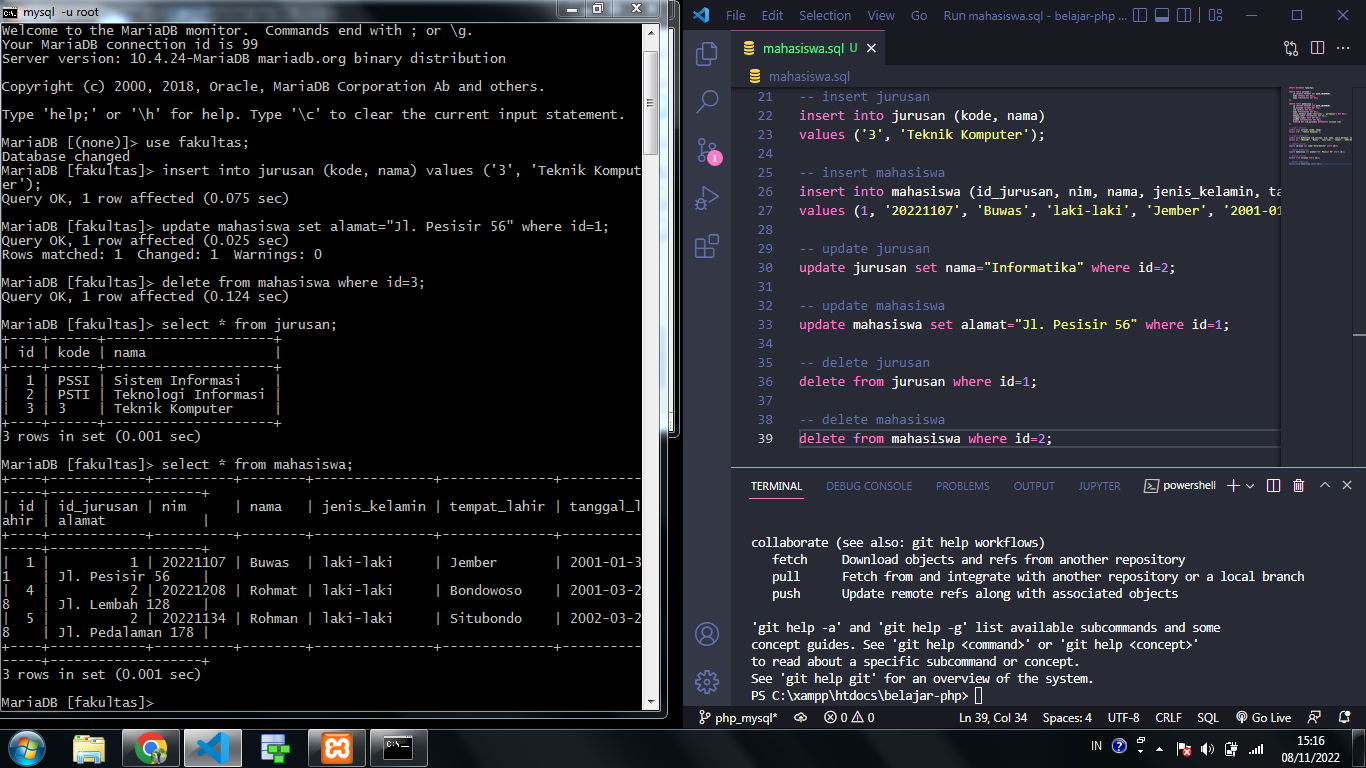 mysql -u root
Welcome to the MariaDB monitor.  Commands end with ; or \g.
Your MariaDB connection id is 99
Server version: 10.4.24-MariaDB mariadb.org binary distribution
Copyright (c) 2000, 2018, Oracle, MariaDB Corporation Ab and others.
Type 'help;' or '\h' for help. Type '\c' to clear the current input statement.
MariaDB [(none)]> use fakultas;
Database changed
MariaDB [fakultas]> insert into jurusan (kode, nama) values ('3', 'Teknik Komput
er');
Query OK, 1 row affected (0.075 sec)
MariaDB [fakultas]> update mahasiswa set alamat="Jl. Pesisir 56" where id=1;
Query OK, 1 row affected (0.025 sec)
Rows matched: 1  Changed: 1  Warnings: 0
MariaDB [fakultas]> delete from mahasiswa where id=3;
Query OK, 1 row affected (0.124 sec)
MariaDB [fakultas]> select * from jurusan;
+----+------+---------------------+
| id | kode | nama                |
+----+------+---------------------+
|  1 | PSSI | Sistem Informasi    |
|  2 | PSTI | Teknologi Informasi |
|  3 | 3    | Teknik Komputer     |
+----+------+---------------------+
3 rows in set (0.001 sec)
MariaDB [fakultas]> select * from mahasiswa;
+----+------------+----------+--------+---------------+--------------+----------
-----+-------------------+
| id | id_jurusan | nim      | nama   | jenis_kelamin | tempat_lahir | tanggal_l
ahir | alamat            |
+----+------------+----------+--------+---------------+--------------+----------
-----+-------------------+
|  1 |          1 | 20221107 | Buwas  | laki-laki     | Jember       | 2001-01-3
1    | Jl. Pesisir 56    |
|  4 |          2 | 20221208 | Rohmat | laki-laki     | Bondowoso    | 2001-03-2
8    | Jl. Lembah 128    |
|  5 |          2 | 20221134 | Rohman | laki-laki     | Situbondo    | 2002-03-2
8    | Jl. Pedalaman 178 |
+----+------------+----------+--------+---------------+--------------+----------
-----+-------------------+
3 rows in set (0.001 sec)
MariaDB [fakultas]>
File Edit Selection View Go Run mahasiswa.sql - belajar-php ...
mahasiswa.sql U
mahasiswa.sql
21 -- insert jurusan
22 insert into jurusan (kode, nama)
23 values ('3', 'Teknik Komputer');
24
25 -- insert mahasiswa
26 insert into mahasiswa (id_jurusan, nim, nama, jenis_kelamin, ta
27 values (1, '20221107', 'Buwas', 'laki-laki', 'Jember', '2001-01
28
29 -- update jurusan
30 update jurusan set nama="Informatika" where id=2;
31
32 -- update mahasiswa
33 update mahasiswa set alamat="Jl. Pesisir 56" where id=1;
34
35 -- delete jurusan
36 delete from jurusan where id=1;
37
38 -- delete mahasiswa
39 delete from mahasiswa where id=2;
1
TERMINAL DEBUG CONSOLE PROBLEMS OUTPUT JUPYTER powershell
collaborate (see also: git help workflows)
fetch     Download objects and refs from another repository
pull      Fetch from and integrate with another repository or a local branch
push      Update remote refs along with associated objects
'git help -a' and 'git help -g' list available subcommands and some
concept guides. See 'git help <command>' or 'git help <concept>'
to read about a specific subcommand or concept.
See 'git help git' for an overview of the system.
PS C:\xampp\htdocs\belajar-php>
php_mysql* 0 0 Ln 39, Col 34 Spaces: 4 UTF-8 CRLF SQL Go Live
IN 15:16
08/11/2022